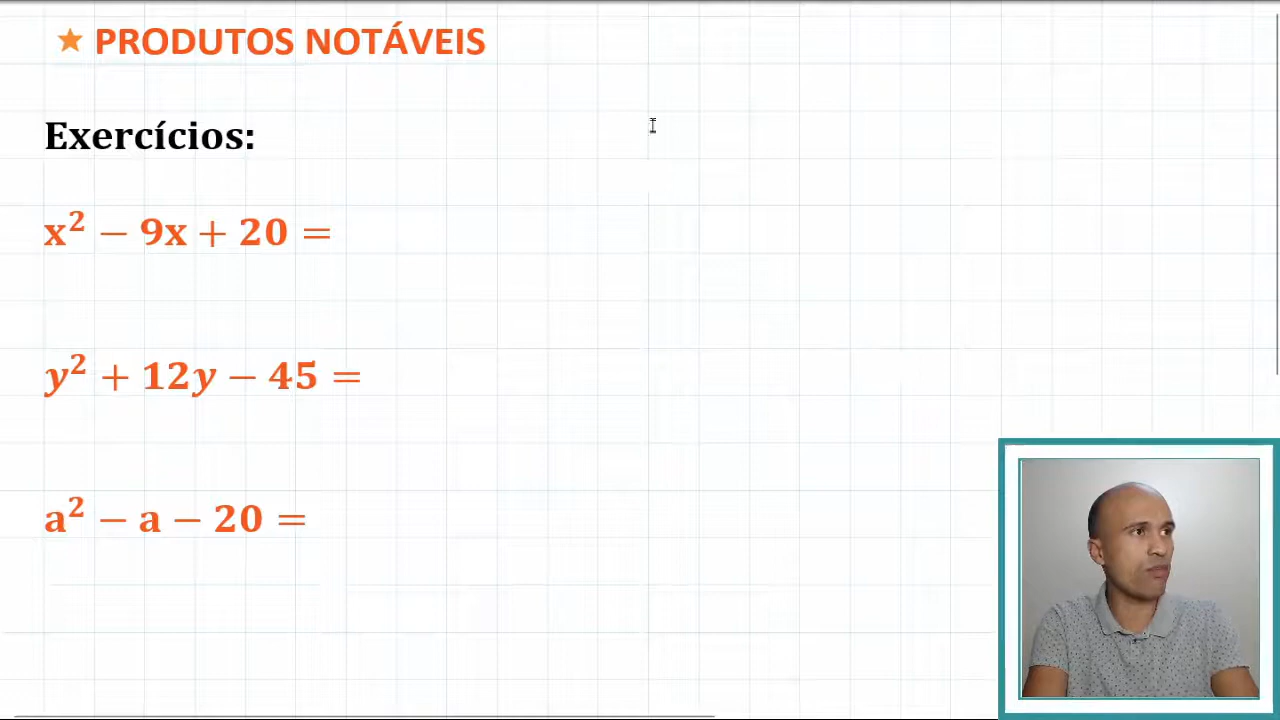 PRODUTOS NOTÁVEIS
Exercícios:
x² − 9x + 20 =
y² + 12y − 45 =
a² − a − 20 =